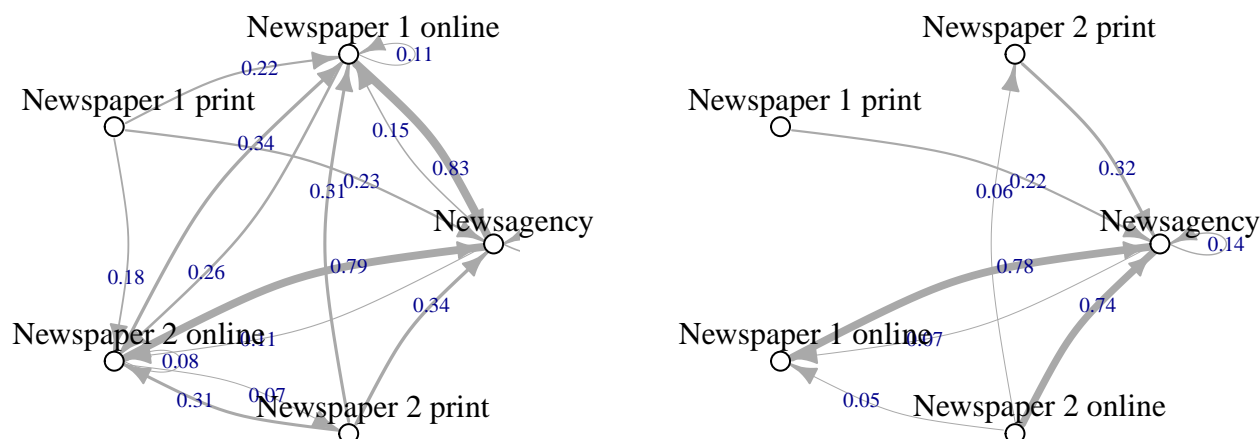 Newspaper 1 online
0.11
0.22
Newspaper 1 print
0.15
0.34
0.83
0.31
0.23
Newsagency
0.79
0.26
0.18
0.34
Newspaper 2 online
0.11
0.08
0.07
0.31
Newspaper 2 print
Newspaper 2 print
Newspaper 1 print
0.32
0.06
0.22
Newsagency
0.14
0.78
0.74
Newspaper 1 online
0.07
0.05
Newspaper 2 online